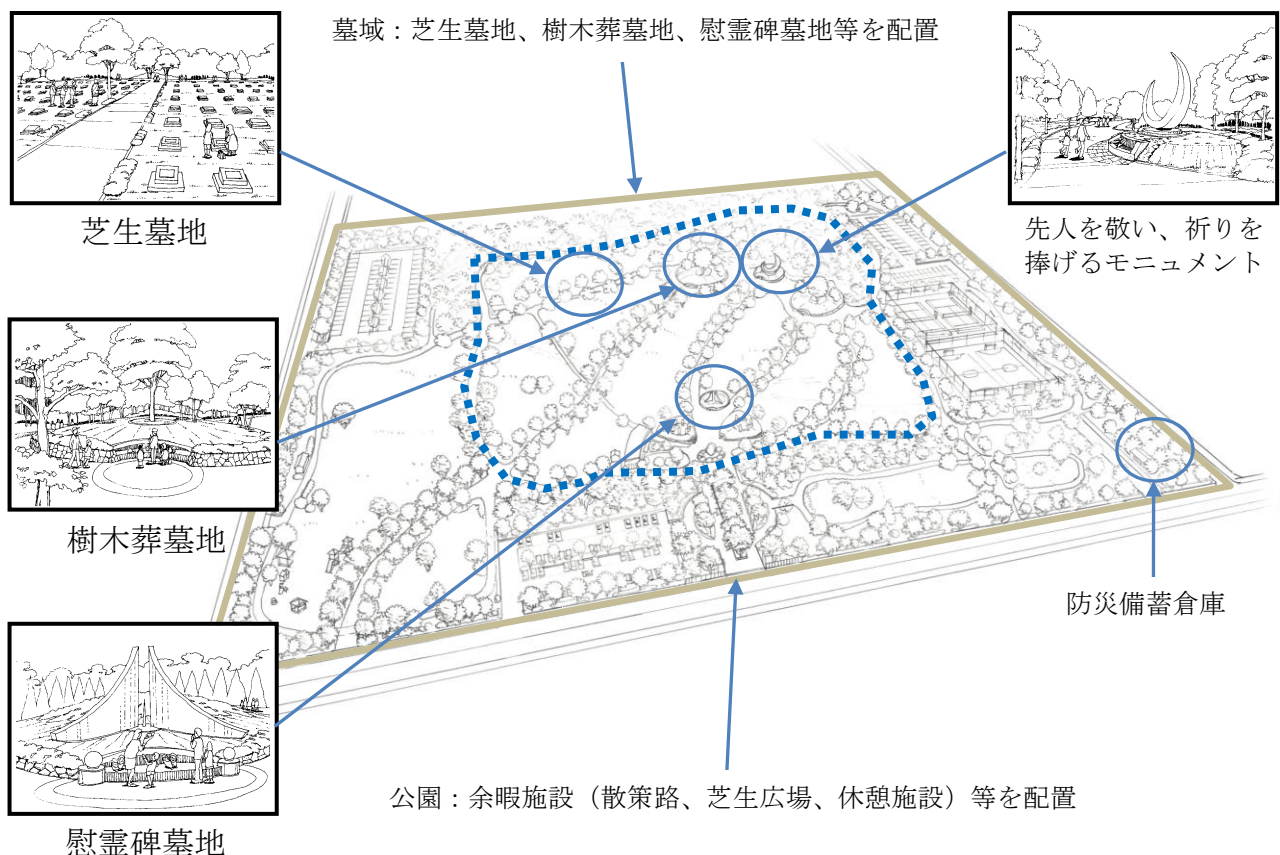 墓域：芝生墓地、樹木葬墓地、慰霊碑墓地等を配置
芝生墓地
先人を敬い、祈りを
捧げるモニュメント
樹木葬墓地
防災備蓄倉庫
公園：余暇施設（散策路、芝生広場、休憩施設）等を配置
慰霊碑墓地